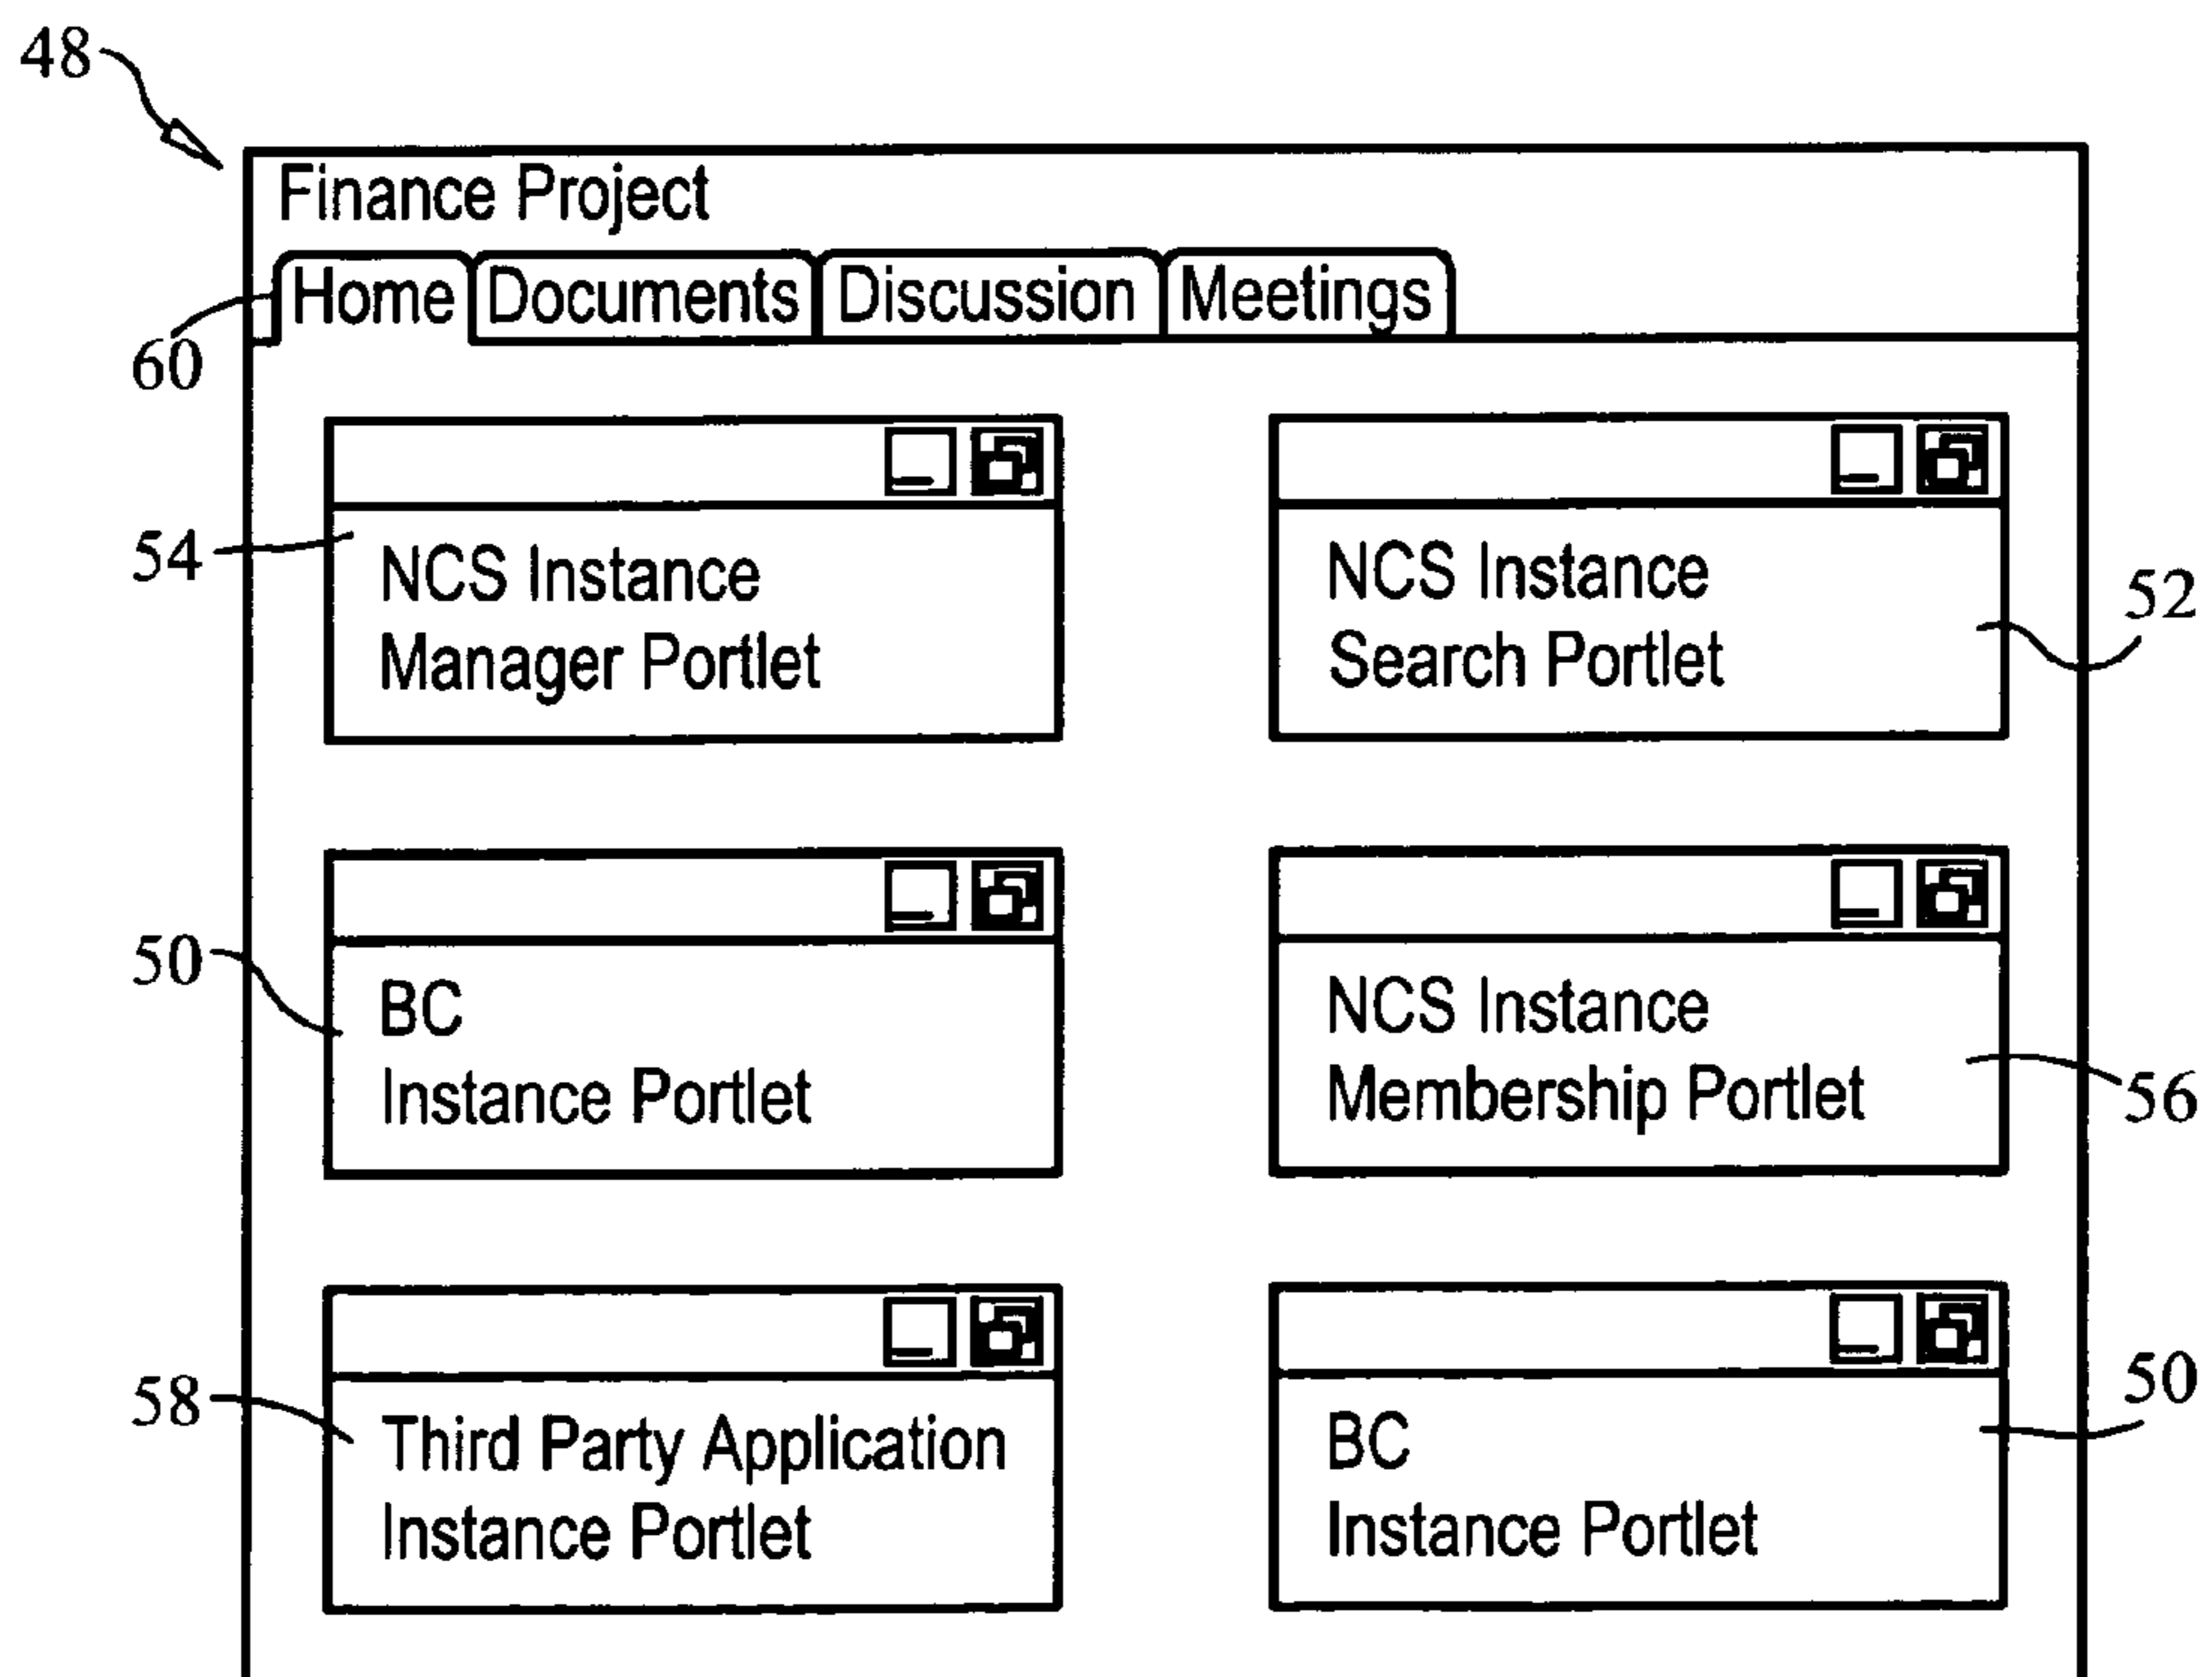 48
Finance Project
Home Documents Discussion Meetings
60
54
NCS Instance
Manager Portlet
NCS Instance
Search Portlet
52
50
BC
Instance Portlet
NCS Instance
Membership Portlet
56
58
Third Party Application
Instance Portlet
BC
Instance Portlet
50